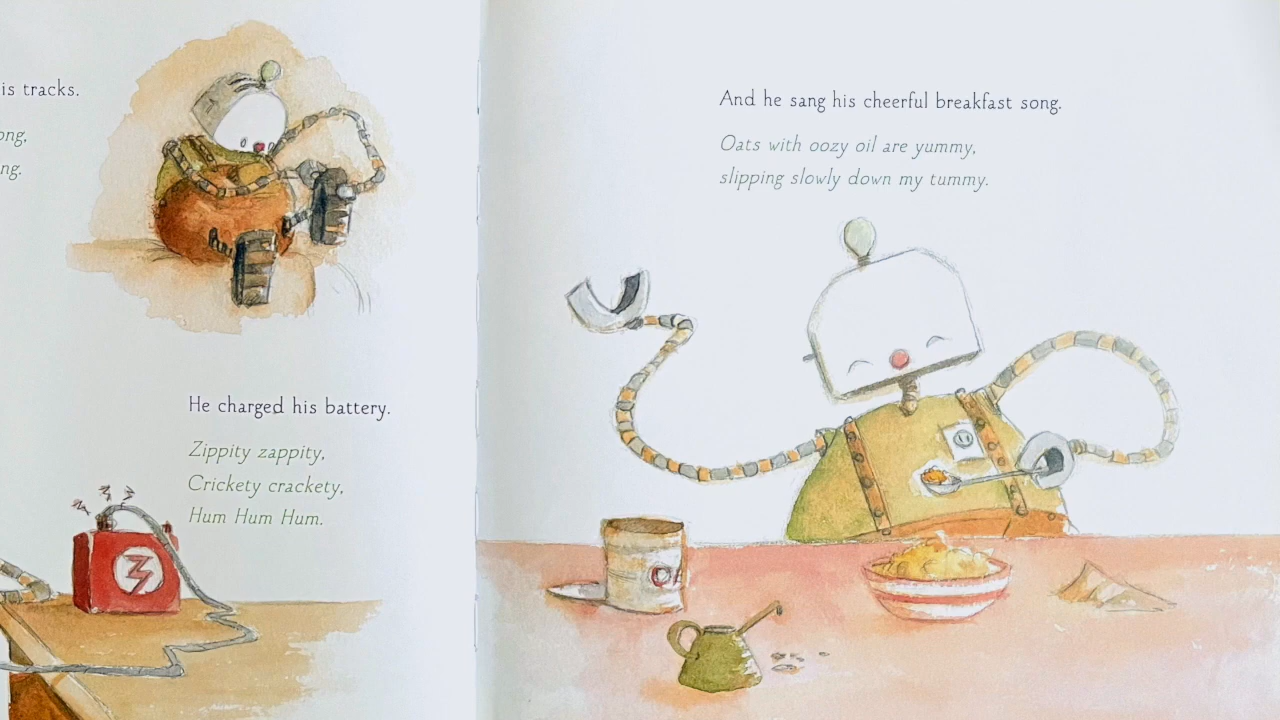 is tracks.
ong,
ng.
He charged his battery.
Zippity zappity,
Crickety crackety,
Hum Hum Hum.
And he sang his cheerful breakfast song.
Oats with oozy oil are yummy,
slipping slowly down my tummy.